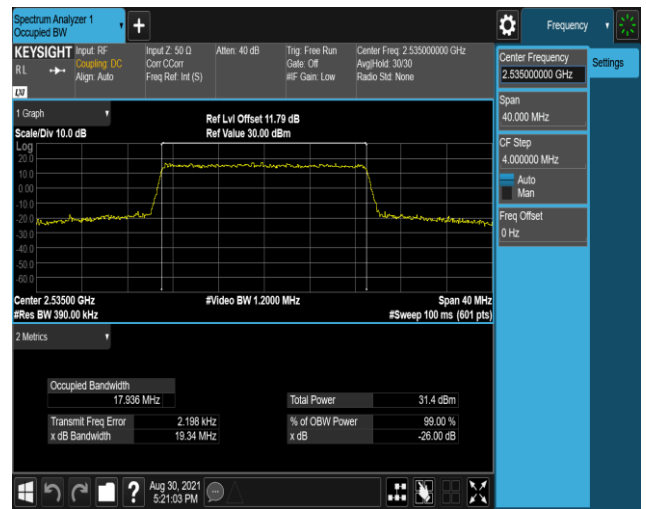 Spectrum Analyzer 1
Occupied BW
Frequency
KEYSIGHT
Input: RF
Coupling: DC
Align: Auto
RL
LXI
Input Z: 50 Ω
Corr CCorr
Freq Ref: Int (S)
Atten: 40 dB
Trig: Free Run
Gate: Off
#IF Gain: Low
Center Freq: 2.535000000 GHz
Avg|Hold: 30/30
Radio Std: None
Center Frequency
2.535000000 GHz
Settings
Span
40.000 MHz
CF Step
4.000000 MHz
Auto
Man
Freq Offset
0 Hz
1 Graph
Scale/Div 10.0 dB
Ref Lvl Offset 11.79 dB
Ref Value 30.00 dBm
Log
20.0
10.0
0.00
-10.0
-20.0
-30.0
-40.0
-50.0
-60.0
Center 2.53500 GHz
#Video BW 1.2000 MHz
Span 40 MHz
#Res BW 390.00 kHz
#Sweep 100 ms (601 pts)
2 Metrics
Occupied Bandwidth
17.936 MHz
Total Power 31.4 dBm
Transmit Freq Error 2.198 kHz
% of OBW Power 99.00 %
x dB Bandwidth 19.34 MHz
x dB -26.00 dB
?
Aug 30, 2021
5:21:03 PM